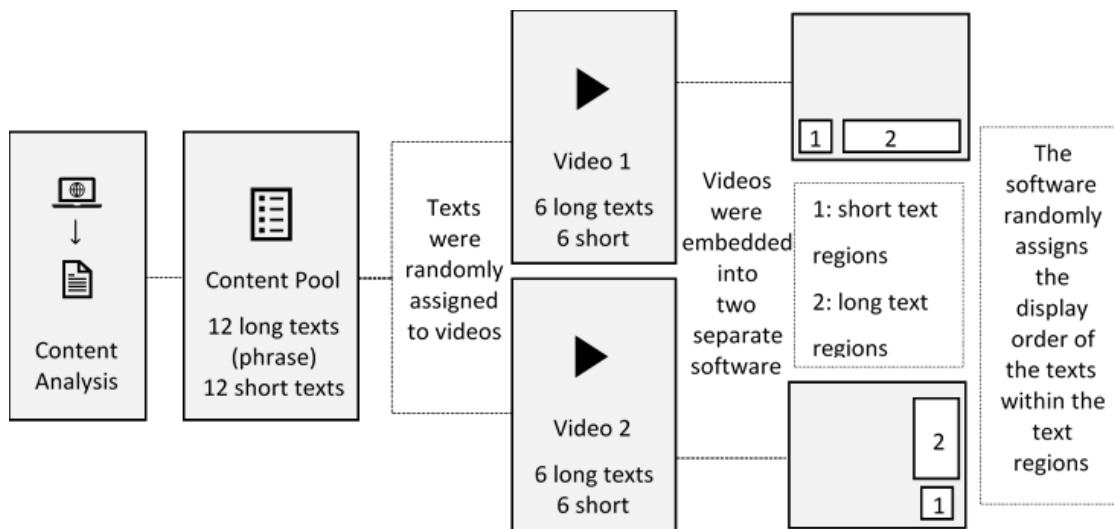 Content
Analysis
Content Pool
12 long texts
(phrase)
12 short texts
Texts
were
randomly
assigned
to videos
Video 1
6 long texts
6 short
Video 2
6 long texts
6 short
Videos
were
embedded
into
two
separate
software
1
2
1: short text
regions
2: long text
regions
2
1
The
software
randomly
assigns
the
display
order of
the texts
within the
text
regions